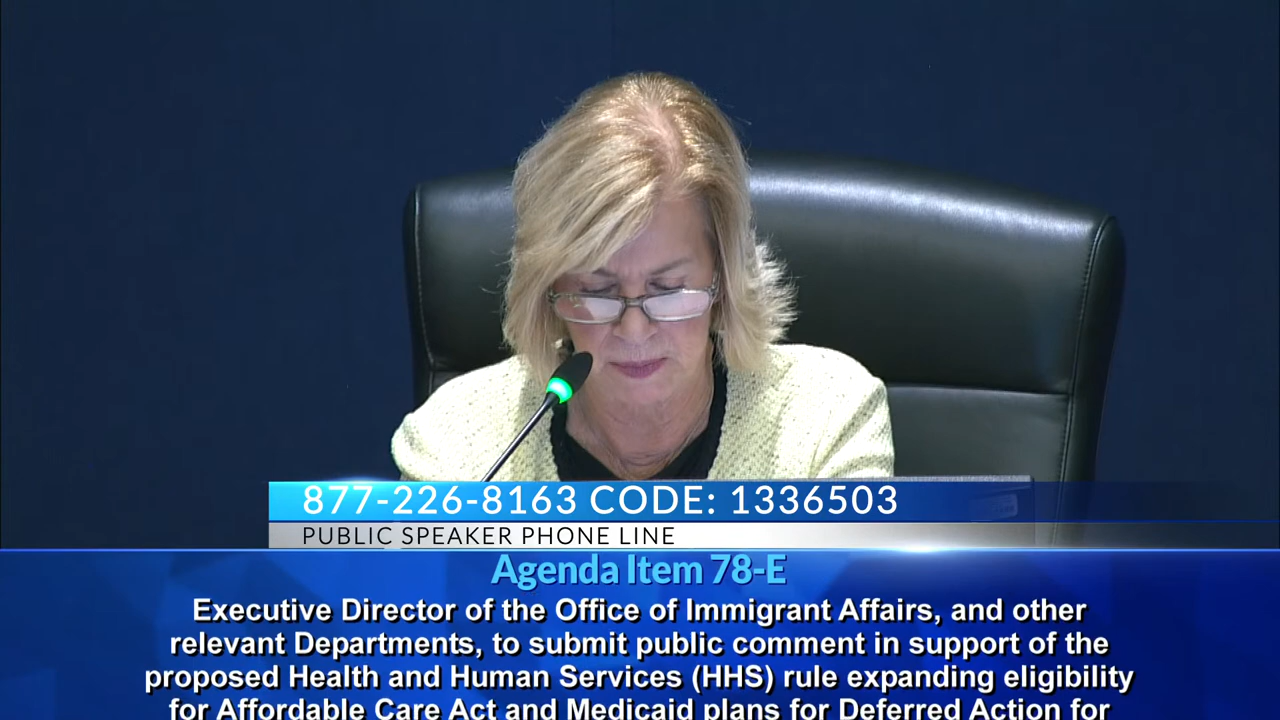 877-226-8163 CODE: 1336503
PUBLIC SPEAKER PHONE LINE
Agenda Item 78-E
Executive Director of the Office of Immigrant Affairs, and other
relevant Departments, to submit public comment in support of the
proposed Health and Human Services (HHS) rule expanding eligibility
for Affordable Care Act and Medicaid plans for Deferred Action for